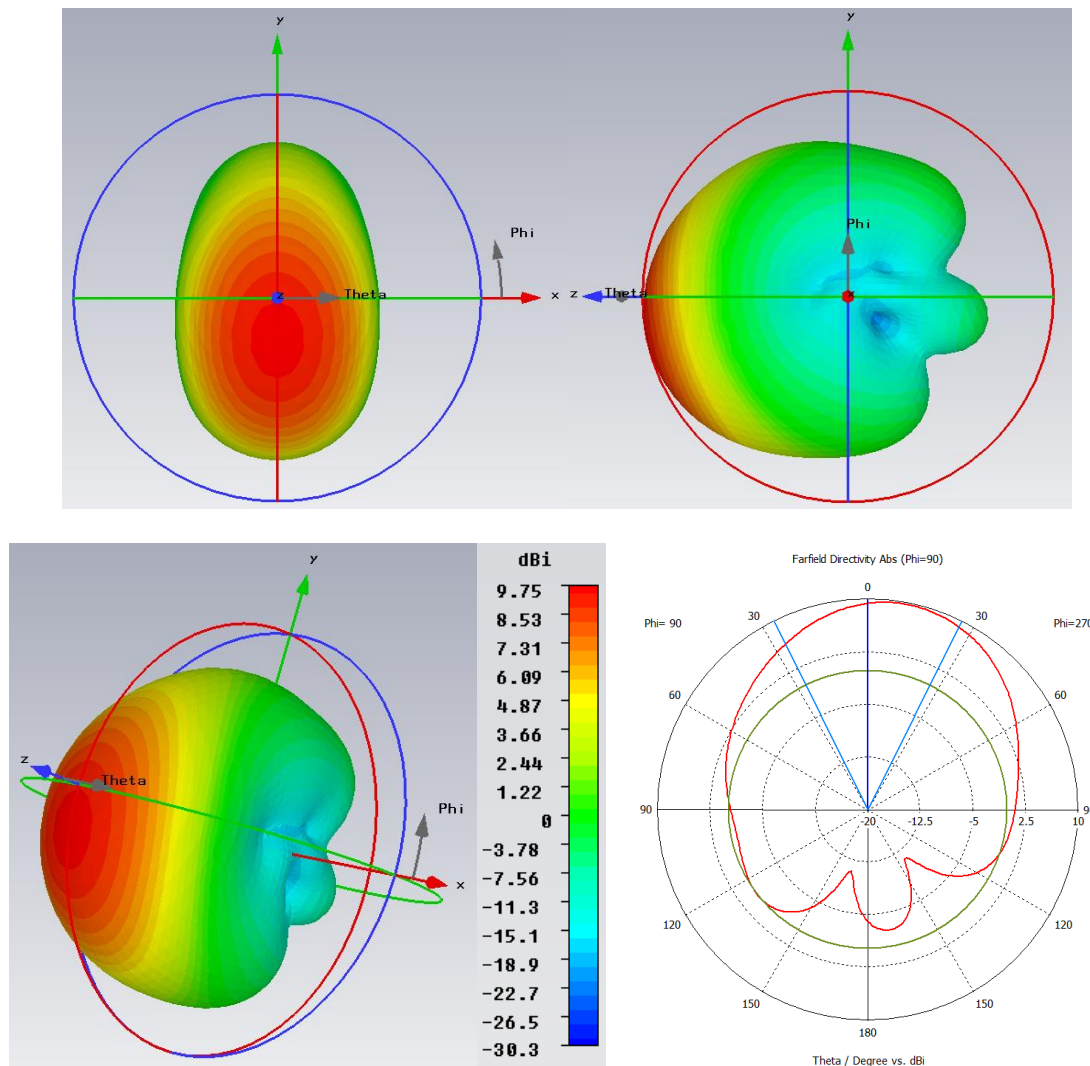 y
Phi
z
Theta
x
y
Phi
z
Theta
x
y
z
Theta
Phi
x
dBi
9.75
8.53
7.31
6.09
4.87
3.66
2.44
1.22
0
-3.78
-7.56
-11.3
-15.1
-18.9
-22.7
-26.5
-30.3
Farfield Directivity Abs (Phi=90)
0
30
30
Phi= 90
Phi=270
60
60
90
-20
-12.5
-5
2.5
10
9
120
120
150
150
180
Theta / Degree vs. dBi